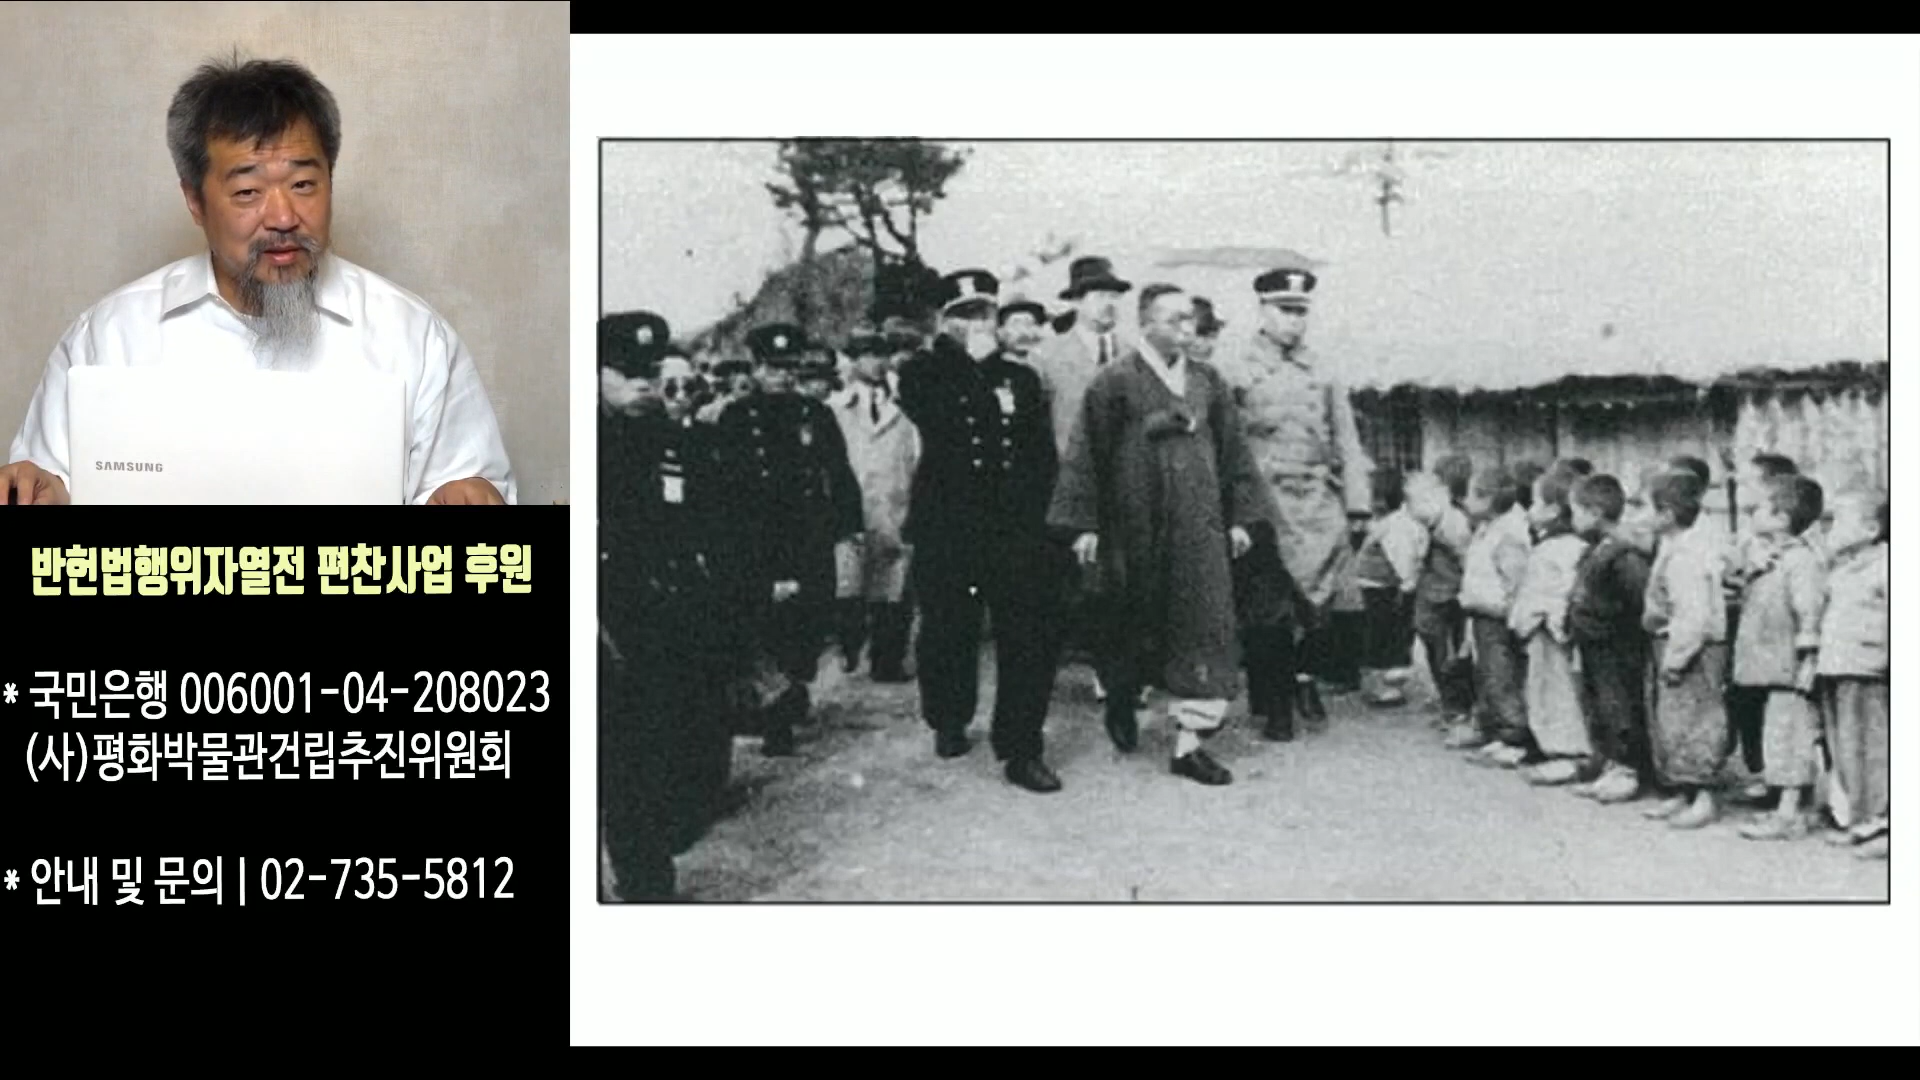 SAMSUNG
반헌법행위자열전 편찬사업 후원
* 국민은행 006001-04-208023
(사)평화박물관건립추진위원회
* 안내 및 문의 | 02-735-5812